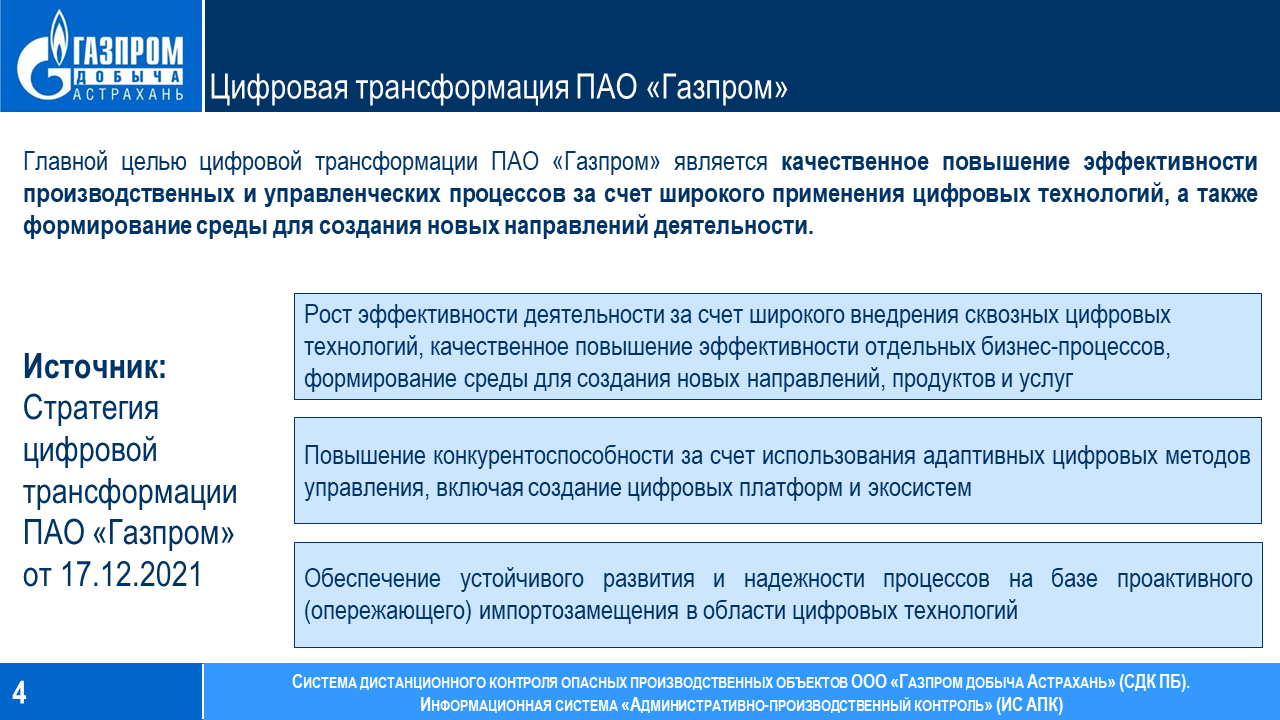 ГАЗПРОМ
ДОБЫЧА
АСТРАХАНЬ
Цифровая трансформация ПАО «Газпром»
Главной целью цифровой трансформации ПАО «Газпром» является качественное повышение эффективности
производственных и управленческих процессов за счет широкого применения цифровых технологий, а также
формирование среды для создания новых направлений деятельности.
Источник:
Стратегия
цифровой
трансформации
ПАО «Газпром»
от 17.12.2021
Рост эффективности деятельности за счет широкого внедрения сквозных цифровых
технологий, качественное повышение эффективности отдельных бизнес-процессов,
формирование среды для создания новых направлений, продуктов и услуг
Повышение конкурентоспособности за счет использования адаптивных цифровых методов
управления, включая создание цифровых платформ и экосистем
Обеспечение устойчивого развития и надежности процессов на базе проактивного
(опережающего) импортозамещения в области цифровых технологий
4
Система дистанционного контроля опасных производственных объектов ООО «Газпром добыча Астрахань» (СДК ПБ).
Информационная система «Административно-производственный контроль» (ИС АПК)